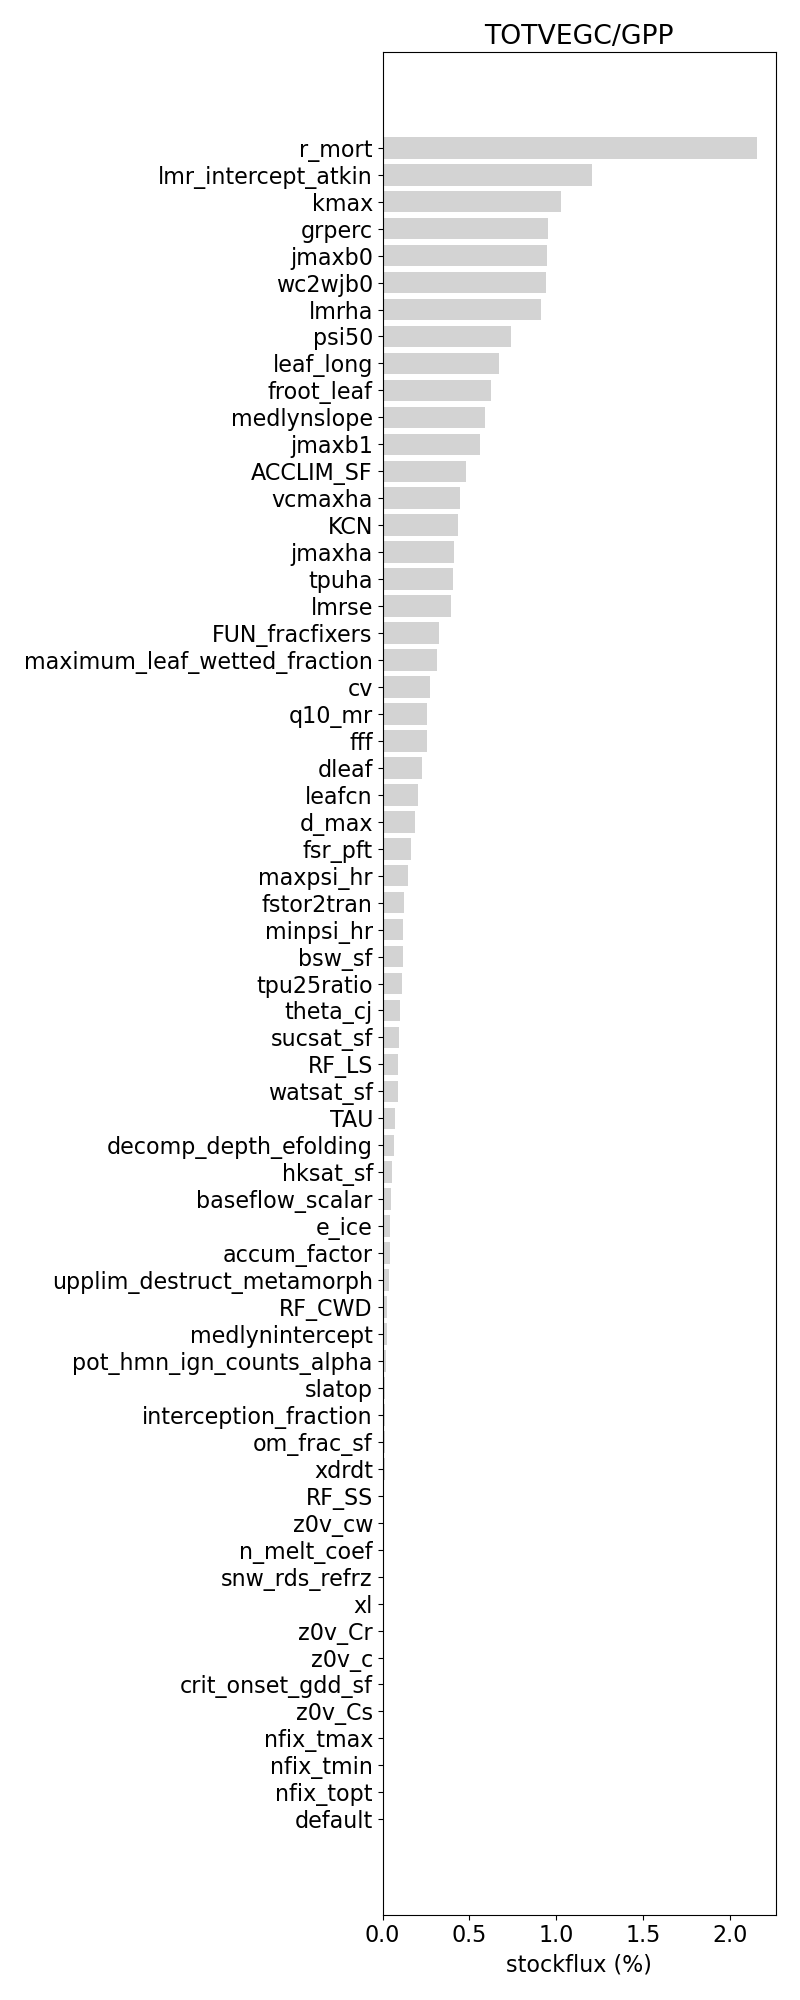 TOTVEGC/GPP
r_mort
lmr_intercept_atkin
kmax
grperc
jmaxb0
wc2wjb0
lmrha
psi50
leaf_long
froot_leaf
medlynslope
jmaxb1
ACCLIM_SF
vcmaxha
KCN
jmaxha
tpuha
lmrse
FUN_fracfixers
maximum_leaf_wetted_fraction
cv
q10_mr
fff
dleaf
leafcn
d_max
fsr_pft
maxpsi_hr
fstor2tran
minpsi_hr
bsw_sf
tpu25ratio
theta_cj
sucsat_sf
RF_LS
watsat_sf
TAU
decomp_depth_efolding
hksat_sf
baseflow_scalar
e_ice
accum_factor
upplim_destruct_metamorph
RF_CWD
medlynintercept
pot_hmn_ign_counts_alpha
slatop
interception_fraction
om_frac_sf
xdrdt
RF_SS
z0v_cw
n_melt_coef
snw_rds_refrz
xl
z0v_Cr
z0v_c
crit_onset_gdd_sf
z0v_Cs
nfix_tmax
nfix_tmin
nfix_topt
default
0.0 0.5 1.0 1.5 2.0
stockflux (%)